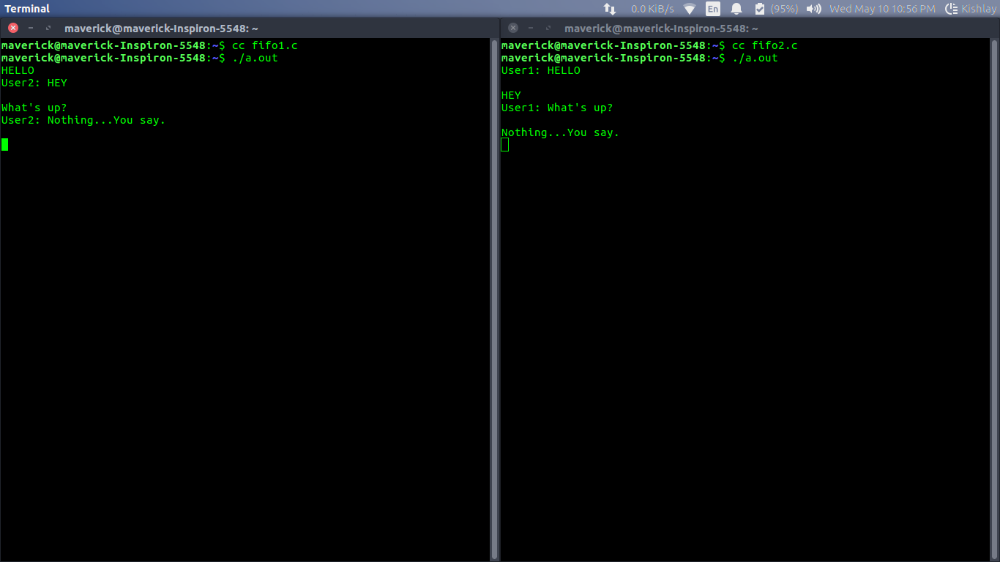 Terminal
0.0 KiB/s En (95%) Wed May 10 10:56 PM Kishlay
maverick@maverick-Inspiron-5548: ~
maverick@maverick-Inspiron-5548:~$ cc fifo1.c
maverick@maverick-Inspiron-5548:~$ ./a.out
HELLO
User2: HEY
What's up?
User2: Nothing...You say.
maverick@maverick-Inspiron-5548: ~
maverick@maverick-Inspiron-5548:~$ cc fifo2.c
maverick@maverick-Inspiron-5548:~$ ./a.out
User1: HELLO
HEY
User1: What's up?
Nothing...You say.